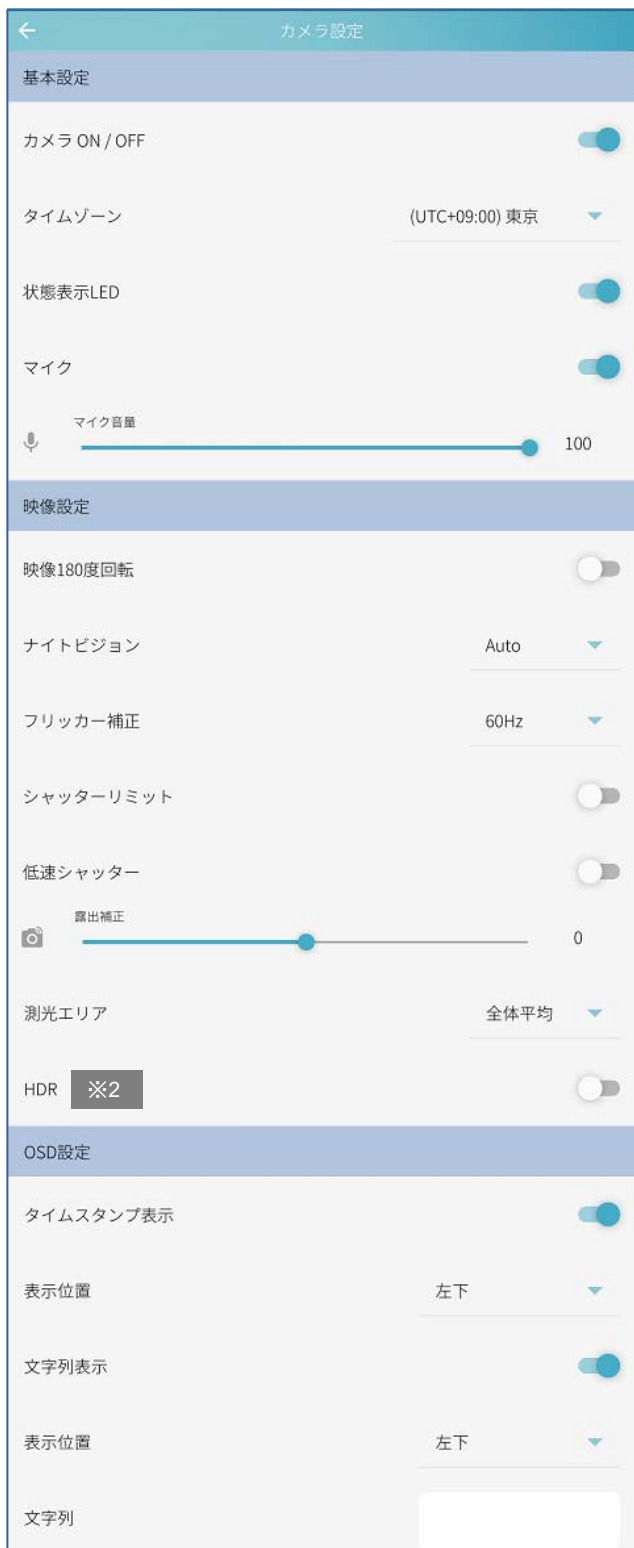 カメラ設定
基本設定
カメラ ON / OFF
タイムゾーン (UTC+09:00) 東京
状態表示LED
マイク
マイク音量
100
映像設定
映像180度回転
ナイトビジョン Auto
フリッカー補正 60Hz
シャッターリミット
低速シャッター
露出補正
0
測光エリア 全体平均
HDR ※2
OSD設定
タイムスタンプ表示
表示位置 左下
文字列表示
表示位置 左下
文字列